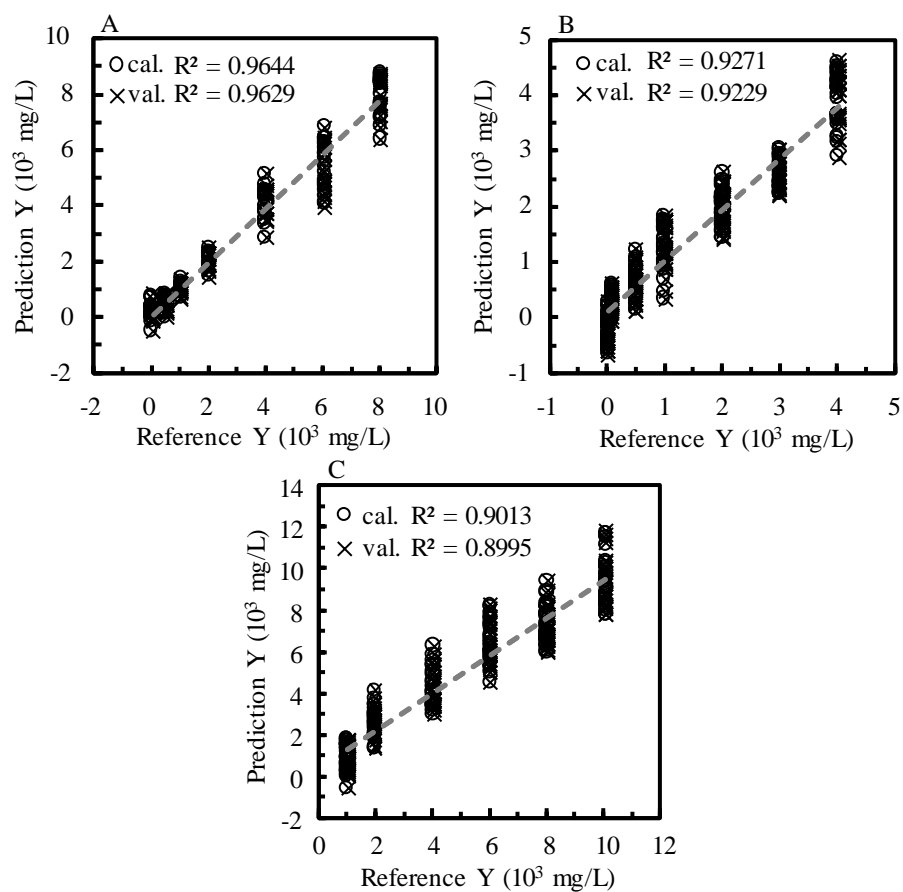 A
Prediction Y (10³ mg/L)
10
8
6
4
2
0
-2
cal. R² = 0.9644
val. R² = 0.9629
-2 0 2 4 6 8 10
Reference Y (10³ mg/L)
B
Prediction Y (10³ mg/L)
5
4
3
2
1
0
-1
cal. R² = 0.9271
val. R² = 0.9229
-1 0 1 2 3 4 5
Reference Y (10³ mg/L)
C
Prediction Y (10³ mg/L)
14
12
10
8
6
4
2
0
-2
cal. R² = 0.9013
val. R² = 0.8995
0 2 4 6 8 10 12
Reference Y (10³ mg/L)